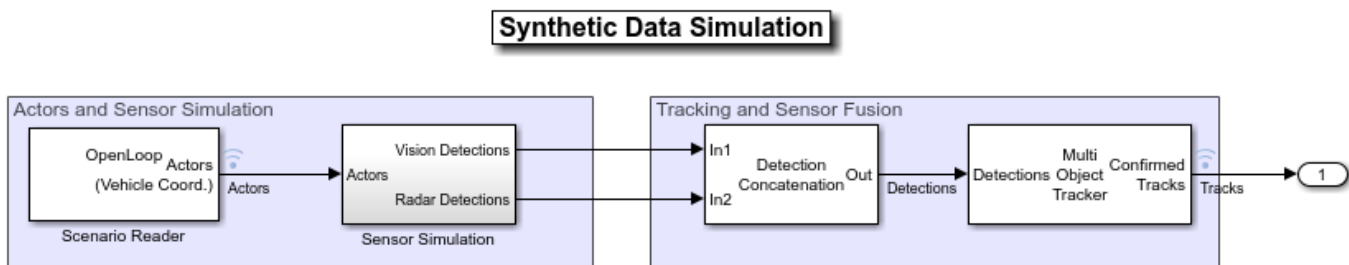 Synthetic Data Simulation
Actors and Sensor Simulation
OpenLoop
Actors
(Vehicle Coord.)
Actors
Scenario Reader
Actors
Vision Detections
Radar Detections
Sensor Simulation
Tracking and Sensor Fusion
In1
In2
Detection
Concatenation
Out
Detections
Detections
Multi
Object
Tracker
Confirmed
Tracks
Tracks
1